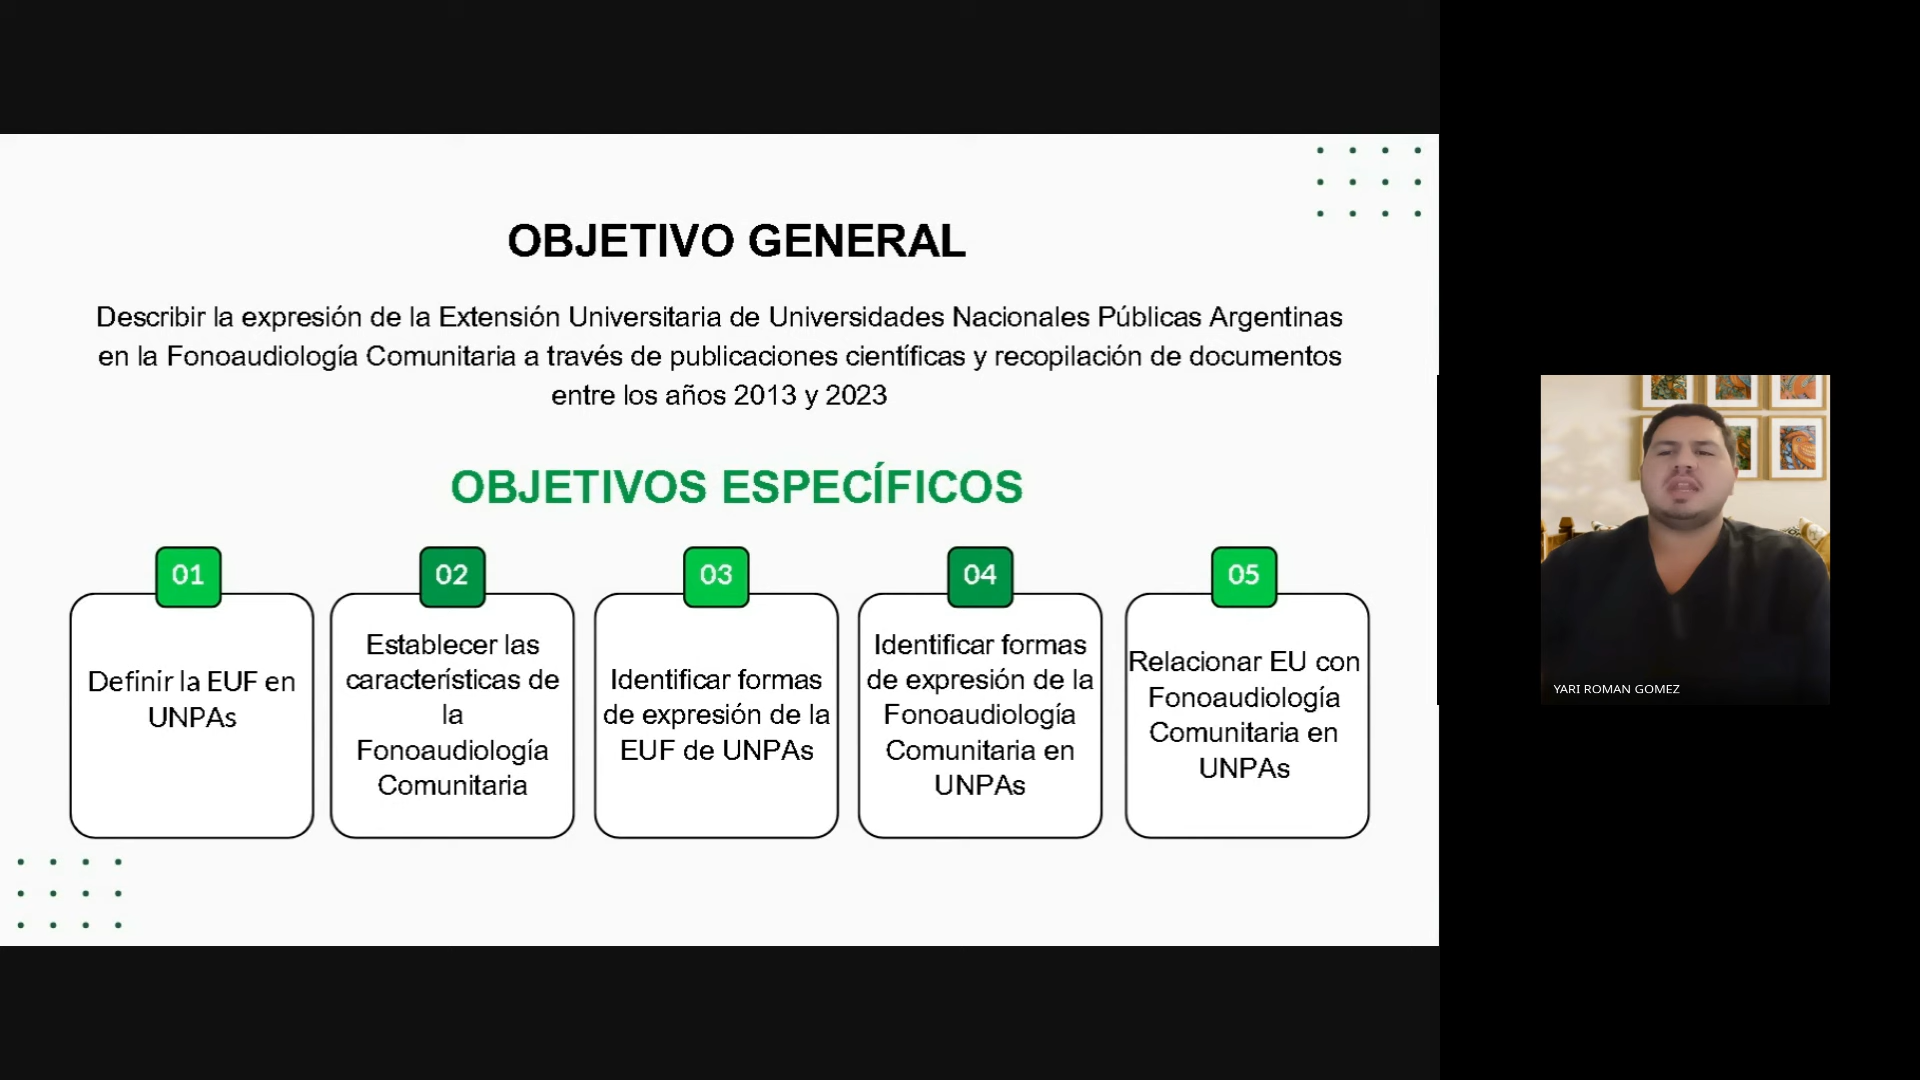 OBJETIVO GENERAL
Describir la expresión de la Extensión Universitaria de Universidades Nacionales Públicas Argentinas
en la Fonoaudiología Comunitaria a través de publicaciones científicas y recopilación de documentos
entre los años 2013 y 2023
OBJETIVOS ESPECÍFICOS
01
Definir la EUF en
UNPAs
02
Establecer las
características de
la
Fonoaudiología
Comunitaria
03
Identificar formas
de expresión de la
EUF de UNPAs
04
Identificar formas
de expresión de la
Fonoaudiología
Comunitaria en
UNPAs
05
Relacionar EU con
Fonoaudiología
Comunitaria en
UNPAs
YARI ROMAN GOMEZ